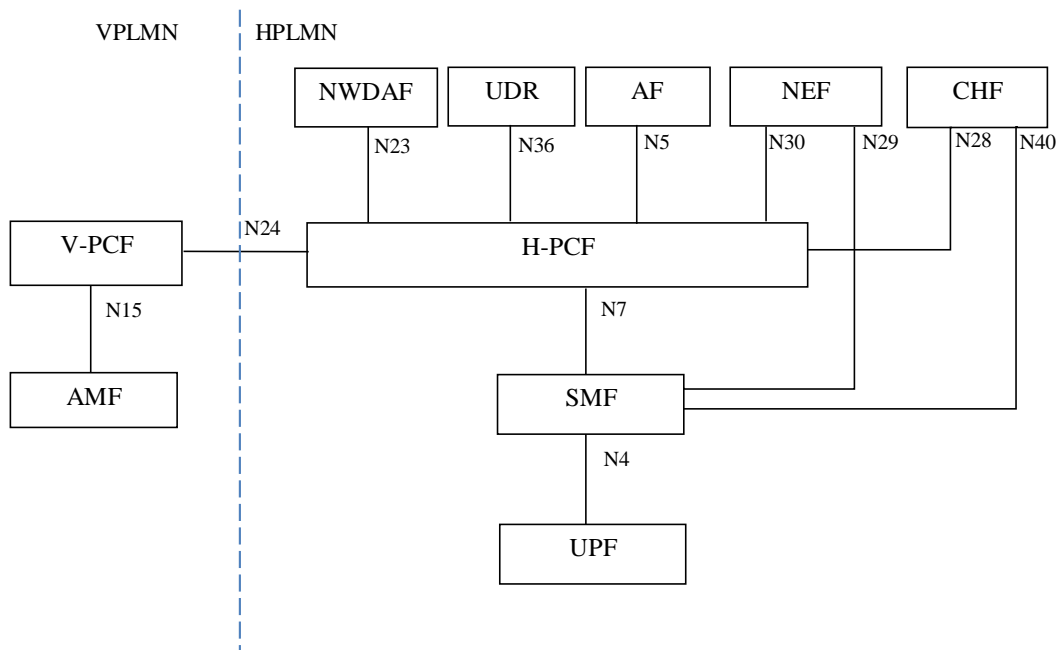 VPLMN
HPLMN
NWDAF
UDR
AF
NEF
CHF
N23
N36
N5
N30
N29
N28
N40
N24
V-PCF
H-PCF
N15
N7
AMF
SMF
N4
UPF